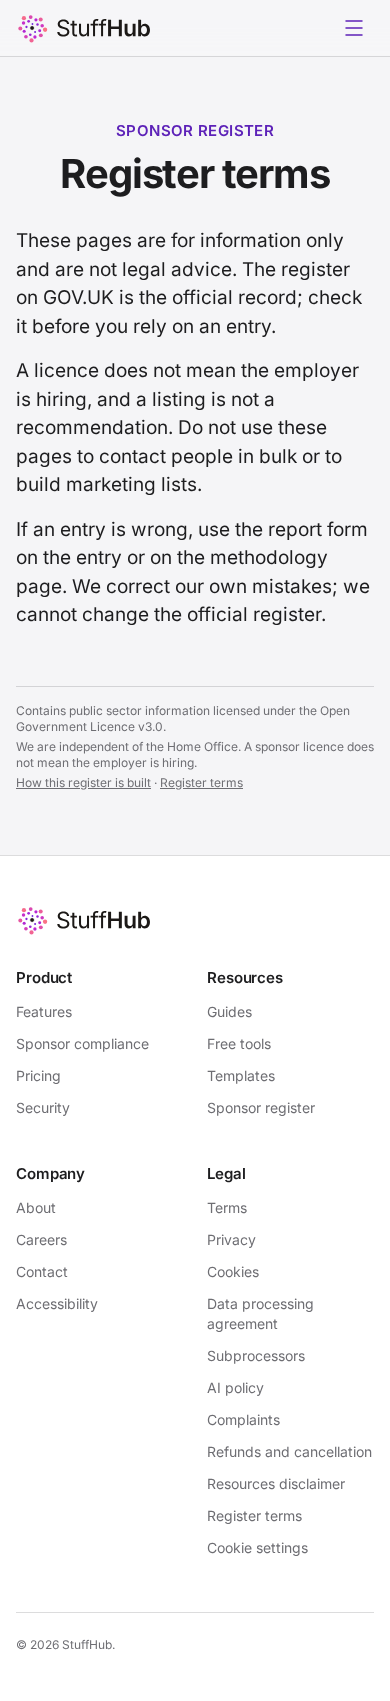 StuffHub
SPONSOR REGISTER
Register terms
These pages are for information only
and are not legal advice. The register
on GOV.UK is the official record; check
it before you rely on an entry.
A licence does not mean the employer
is hiring, and a listing is not a
recommendation. Do not use these
pages to contact people in bulk or to
build marketing lists.
If an entry is wrong, use the report form
on the entry or on the methodology
page. We correct our own mistakes; we
cannot change the official register.
Contains public sector information licensed under the Open
Government Licence v3.0.
We are independent of the Home Office. A sponsor licence does
not mean the employer is hiring.
How this register is built · Register terms
StuffHub
Product
Features
Sponsor compliance
Pricing
Security
Resources
Guides
Free tools
Templates
Sponsor register
Company
About
Careers
Contact
Accessibility
Legal
Terms
Privacy
Cookies
Data processing
agreement
Subprocessors
AI policy
Complaints
Refunds and cancellation
Resources disclaimer
Register terms
Cookie settings
© 2026 StuffHub.